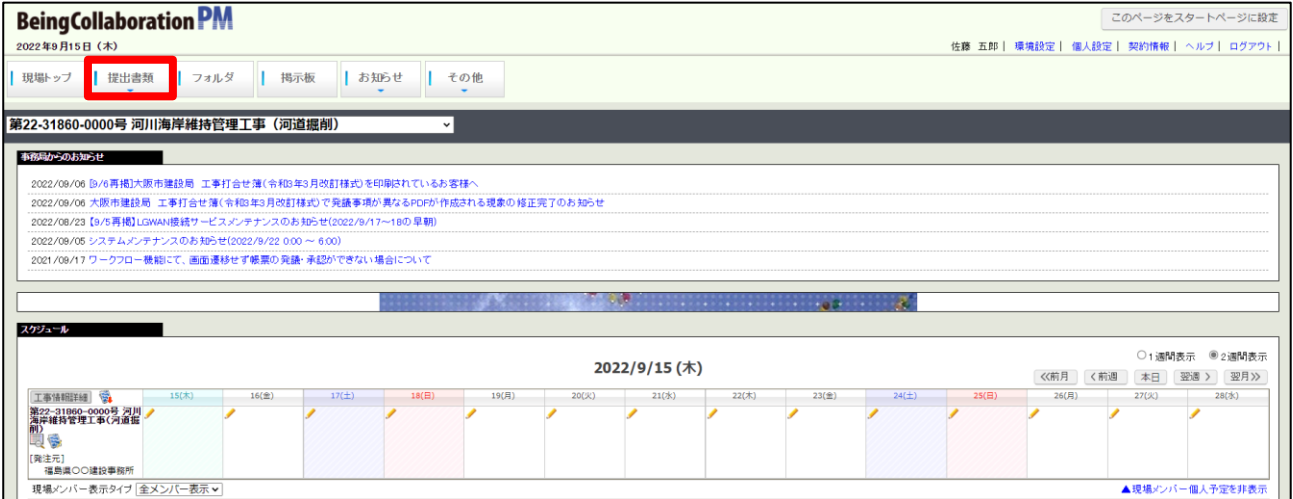 BeingCollaboration PM
このページをスタートページに設定
2022年9月15日（木）
佐藤 五郎| 環境設定| 個人設定| 契約情報| ヘルプ| ログアウト|
現場トップ 提出書類 フォルダ 掲示板 お知らせ その他
第22-31860-0000号 河川海岸維持管理工事（河道掘削）
事務局からのお知らせ
2022/09/06 [9/6再掲]大阪市建設局 工事打合せ簿(令和3年3月改訂様式)を印刷されているお客様へ
2022/09/06 大阪市建設局 工事打合せ簿(令和3年3月改訂様式)で発議事項が異なるPDFが作成される現象の修正完了のお知らせ
2022/08/23 【9/5再掲】LGWAN接続サービスメンテナンスのお知らせ(2022/9/17～18の早朝)
2022/09/05 システムメンテナンスのお知らせ(2022/9/22 0:00 ～ 6:00)
2021/09/17 ワークフロー機能にて、画面遷移せず帳票の発議・承認ができない場合について
スケジュール
2022/9/15 (木)
1週間表示 2週間表示
≪前月 <前週 本日 翌週 > 翌月≫
工事情報詳細 15(木) 16(金) 17(土) 18(日) 19(月) 20(火) 21(水) 22(木) 23(金) 24(土) 25(日) 26(月) 27(火) 28(水)
第22-31860-0000号 河川
海岸維持管理工事(河道掘
削)
[発注元]
福島県〇〇建設事務所
現場メンバー表示タイプ 全メンバー表示
▲現場メンバー個人予定を非表示